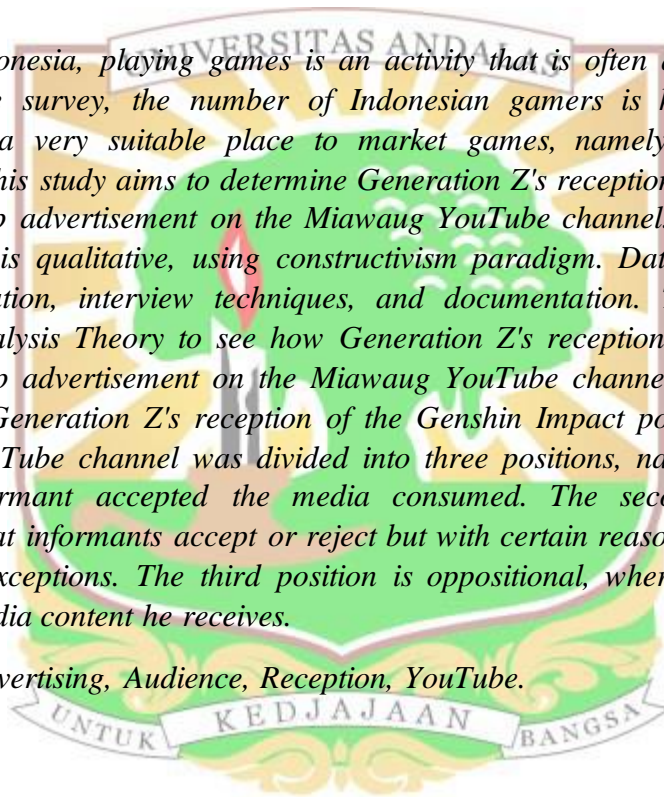 UNIVERSITAS ANDALAS
onesia, playing games is an activity that is often
survey, the number of Indonesian gamers is
a very suitable place to market games, namely
his study aims to determine Generation Z's reception
advertisement on the Miawaug YouTube channels
is qualitative, using constructivism paradigm. Dat
tion, interview techniques, and documentation.
alysis Theory to see how Generation Z's reception
advertisement on the Miawaug YouTube channe
Generation Z's reception of the Genshin Impact po
Tube channel was divided into three positions, na
rmant accepted the media consumed. The seco
at informants accept or reject but with certain reaso
xceptions. The third position is oppositional, wher
dia content he receives.
vertising, Audience, Reception, YouTube.
UNTUK KEDJAJAAN BANGSA